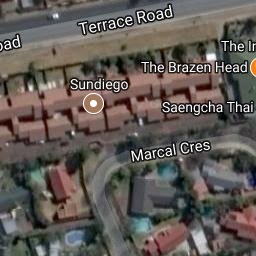 Terrace Road
oad
The In
The Brazen Head
Sundiego
Saengcha Thai
Marcal Cres